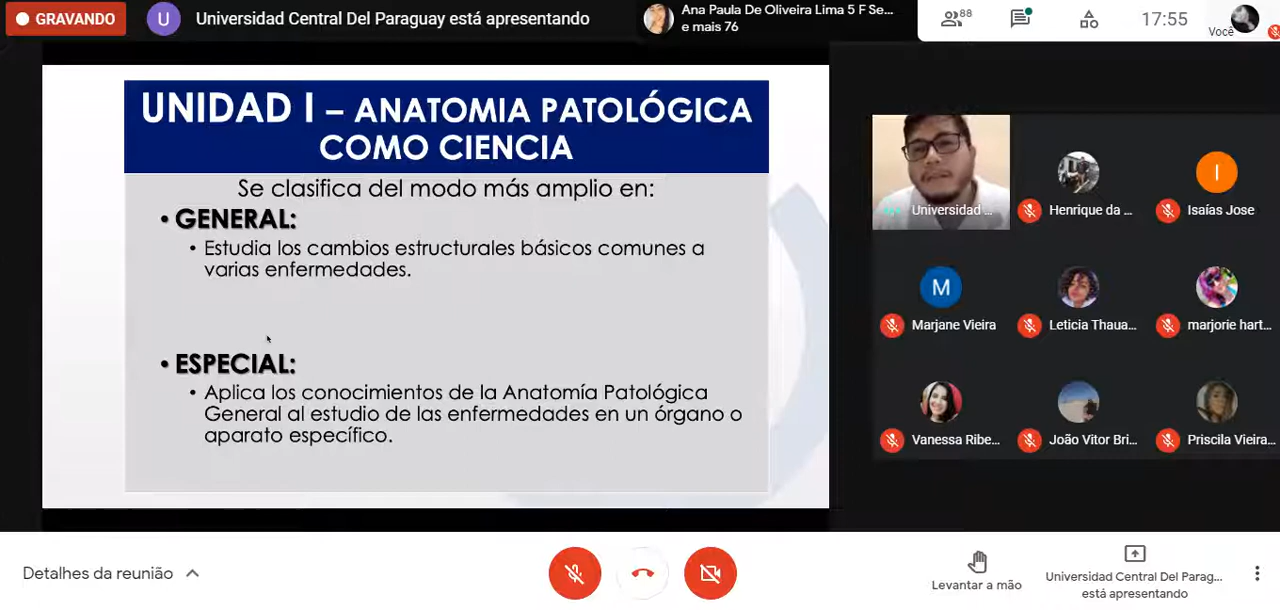 GRAVANDO
U
Universidad Central Del Paraguay está apresentando
Ana Paula De Oliveira Lima 5 F Se...
e mais 76
88
17:55
Você
UNIDAD I – ANATOMIA PATOLÓGICA
COMO CIENCIA
Se clasifica del modo más amplio en:
• GENERAL:
• Estudia los cambios estructurales básicos comunes a
varias enfermedades.
• ESPECIAL:
• Aplica los conocimientos de la Anatomía Patológica
General al estudio de las enfermedades en un órgano o
aparato específico.
Universidad ...
Henrique da ...
I
Isaías Jose
M
Marjane Vieira
Leticia Thaua...
marjorie hart...
Vanessa Ribe...
João Vitor Bri...
Priscila Vieira...
Detalhes da reunião
Levantar a mão
Universidad Central Del Parag...
está apresentando